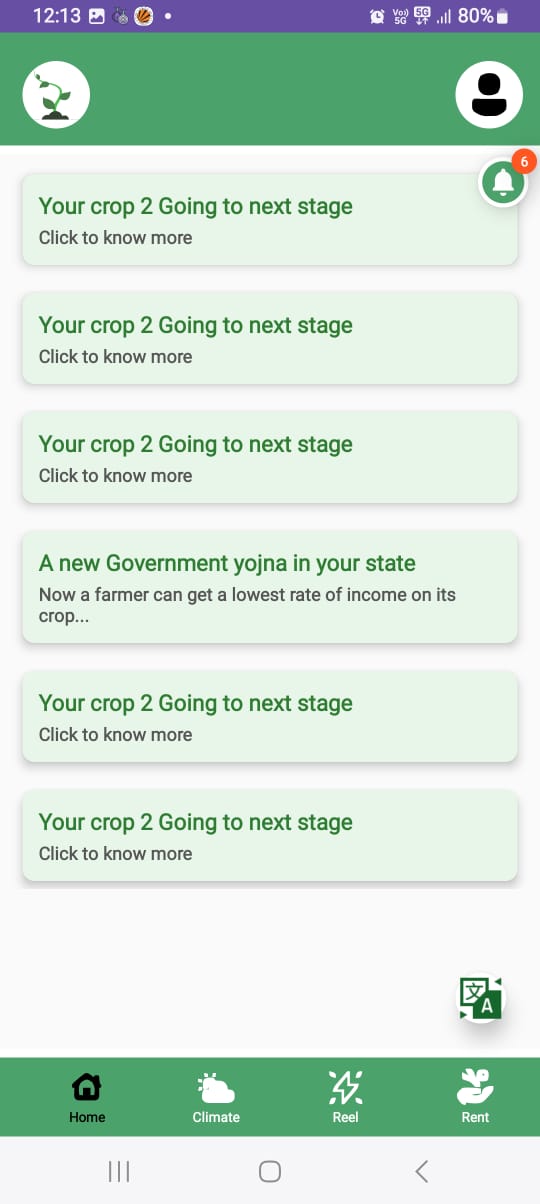 12:13
Vo))
5G
5G
80%
6
Your crop 2 Going to next stage
Click to know more
Your crop 2 Going to next stage
Click to know more
Your crop 2 Going to next stage
Click to know more
A new Government yojna in your state
Now a farmer can get a lowest rate of income on its
crop...
Your crop 2 Going to next stage
Click to know more
Your crop 2 Going to next stage
Click to know more
文
A
Home
Climate
Reel
Rent